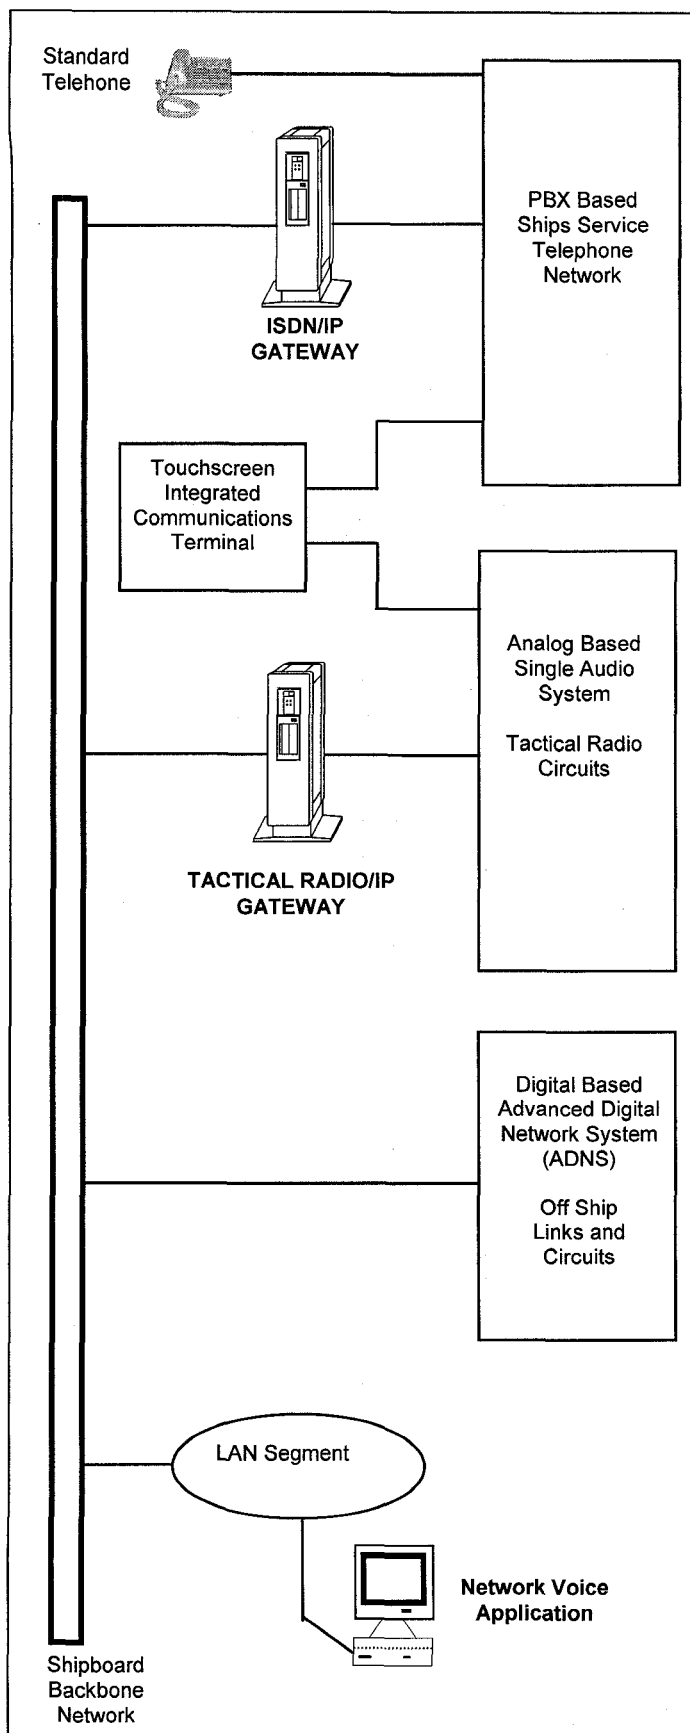 Standard
Telehone
PBX Based
Ships Service
Telephone
Network
ISDN/IP
GATEWAY
Touchscreen
Integrated
Communications
Terminal
Analog Based
Single Audio
System
Tactical Radio
Circuits
TACTICAL RADIO/IP
GATEWAY
Digital Based
Advanced Digital
Network System
(ADNS)
Off Ship
Links and
Circuits
LAN Segment
Network Voice
Application
Shipboard
Backbone
Network